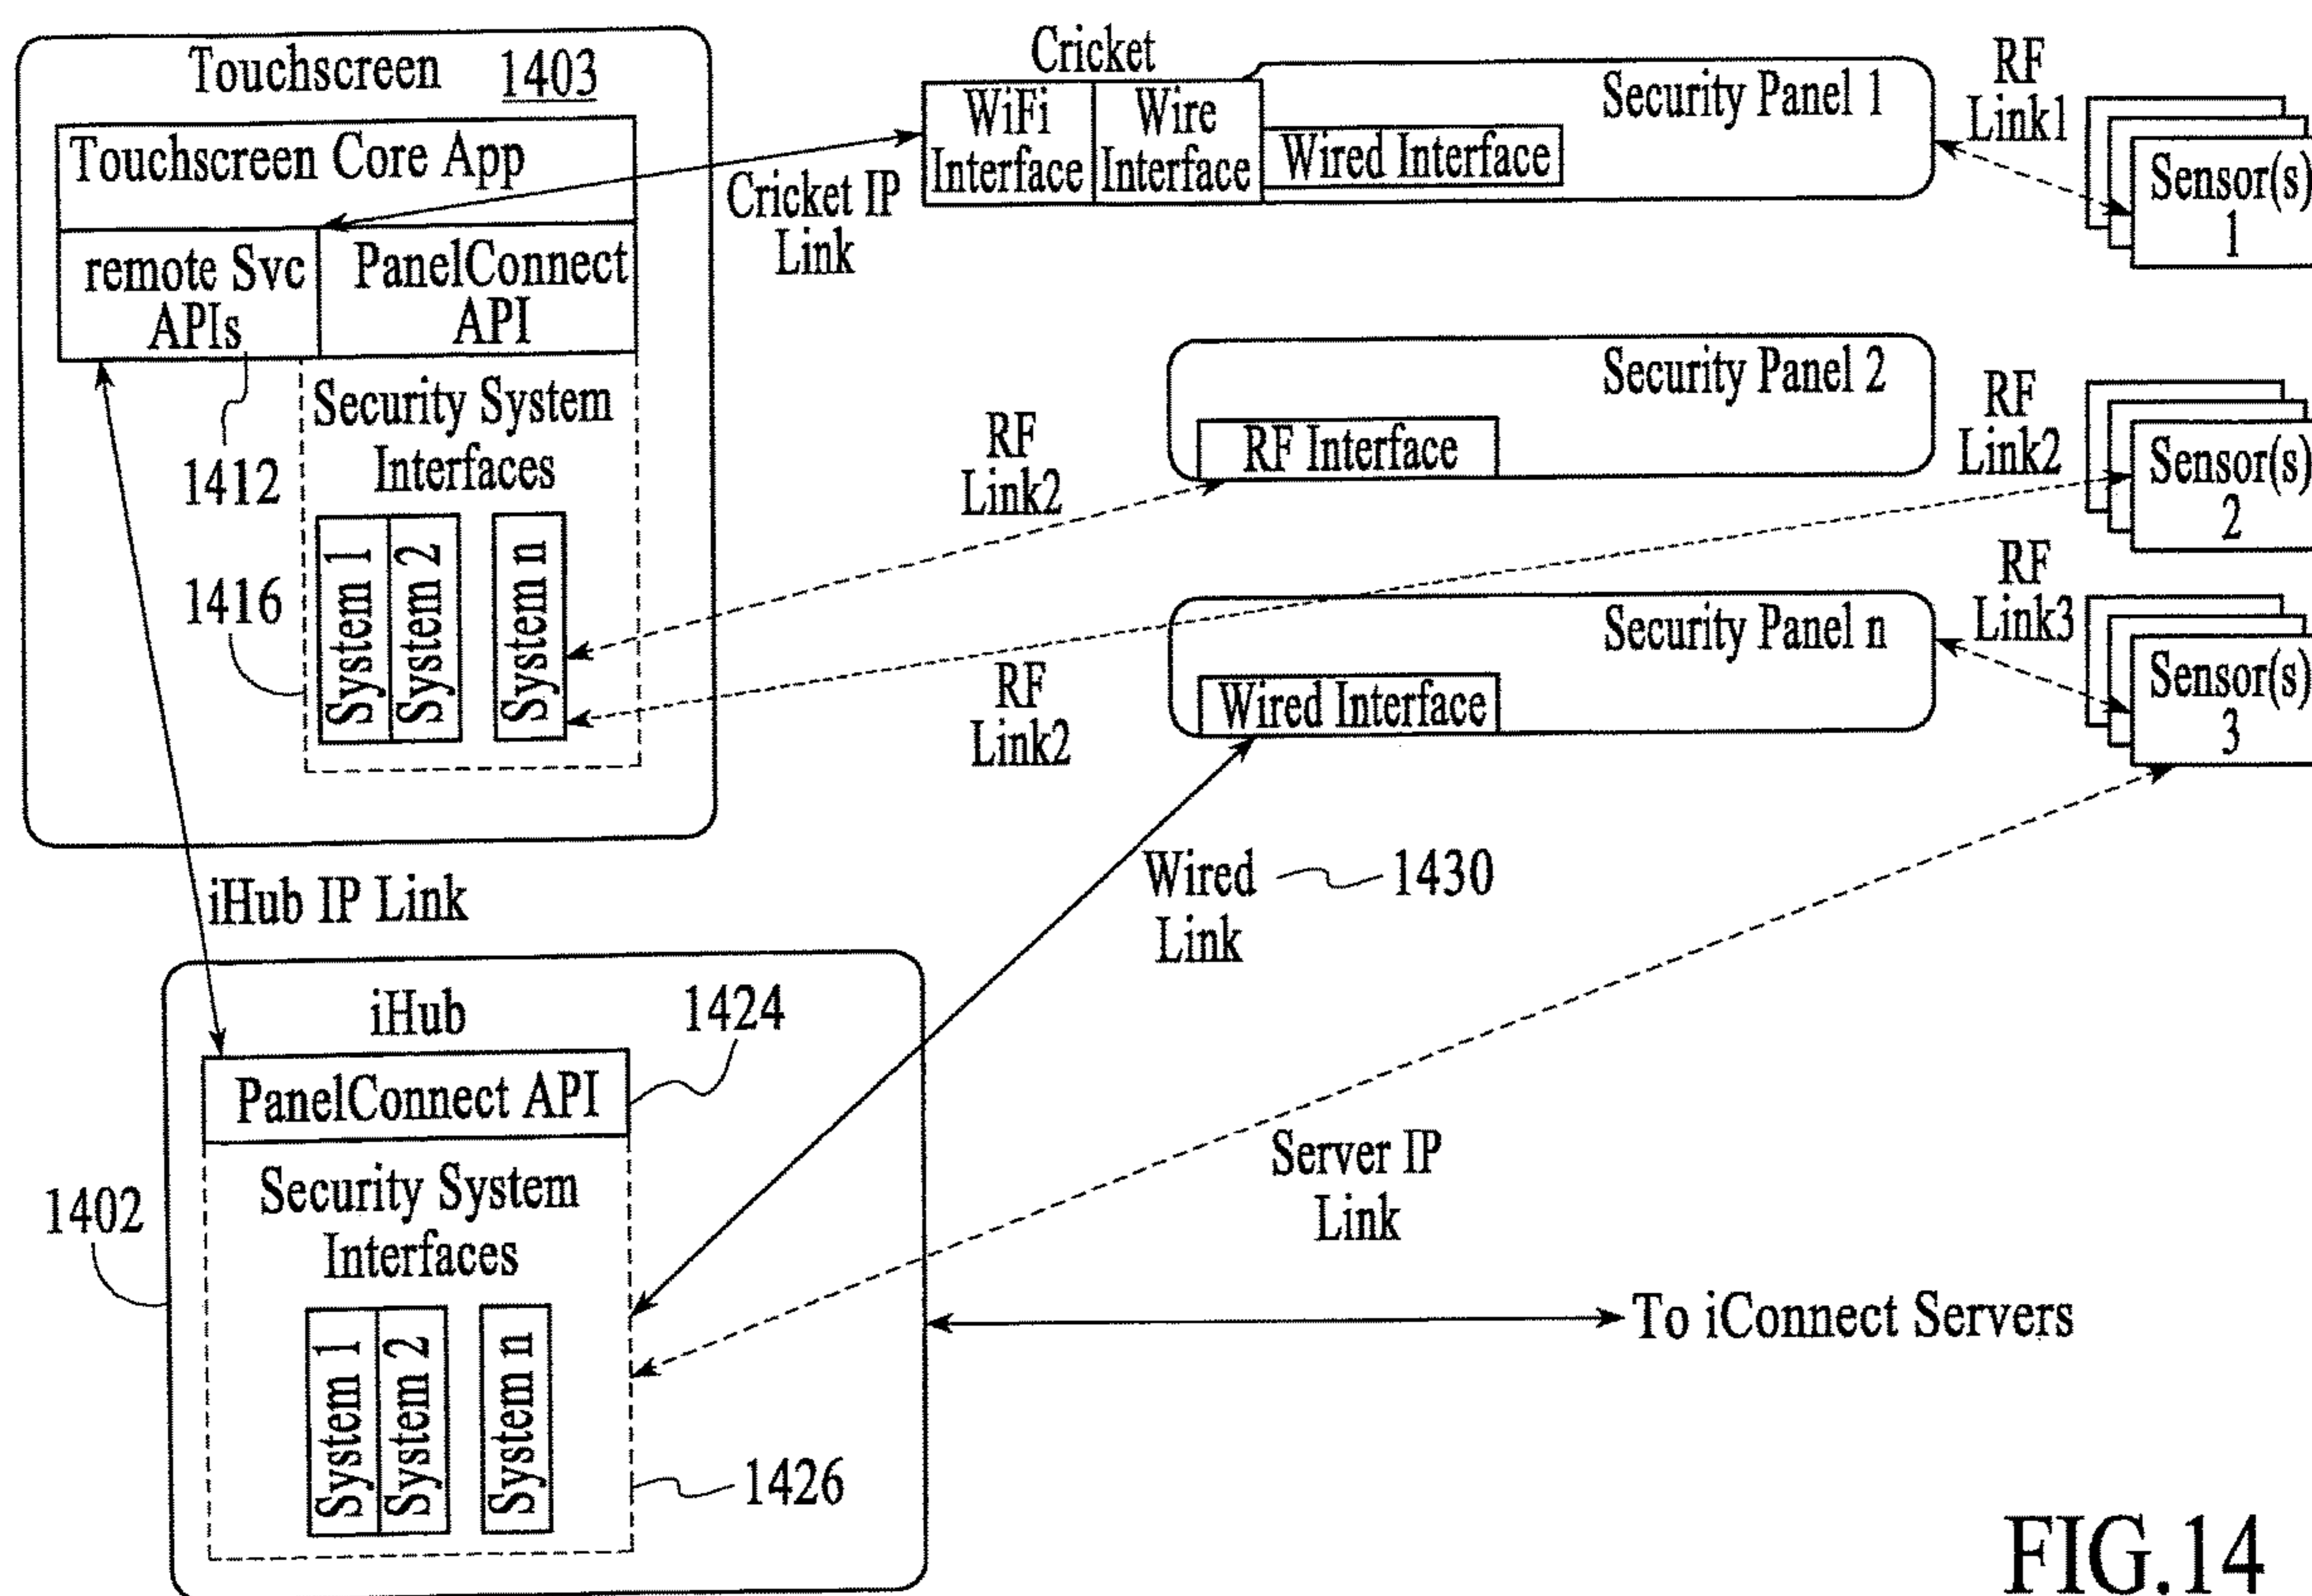 Touchscreen 1403
Touchscreen Core App
remote Svc
APIs
PanelConnect
API
Security System
Interfaces
1412
1416
System 1
System 2
System n
Cricket
WiFi
Interface
Wire
Interface
Wired Interface
Security Panel 1
Cricket IP
Link
RF
Link1
Sensor(s)
1
Security Panel 2
RF Interface
RF
Link2
RF
Link2
Sensor(s)
2
Security Panel n
Wired Interface
RF
Link2
RF
Link3
Sensor(s)
3
iHub IP Link
Wired
Link
1430
iHub
1424
PanelConnect API
Security System
Interfaces
1402
System 1
System 2
System n
1426
Server IP
Link
To iConnect Servers
FIG.14